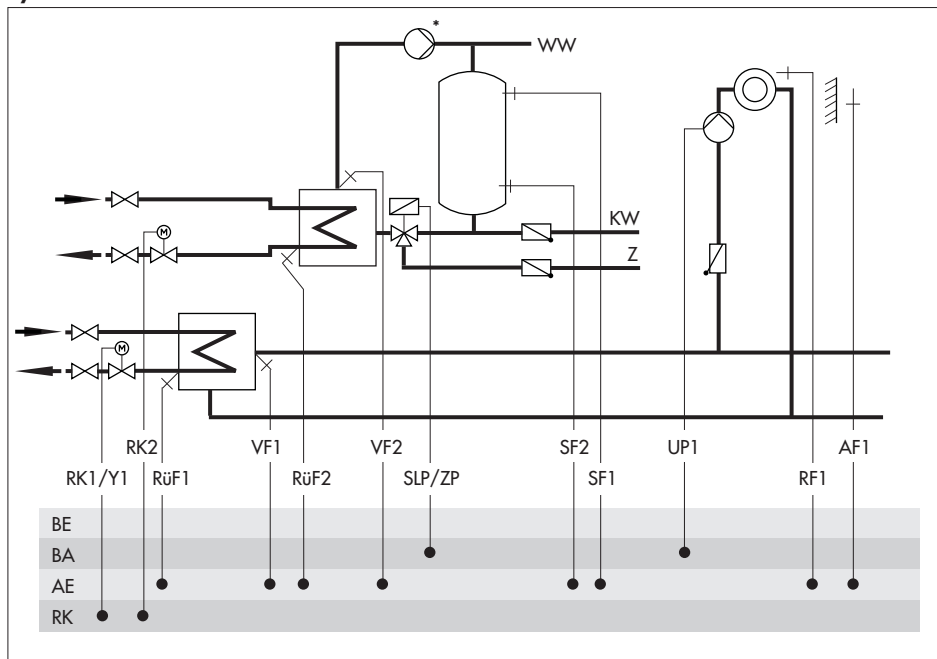 *
WW
KW
Z
M
M
RK2 VF1 VF2 SF2 UP1 AF1
RK1/Y1 RüF1 RüF2 SLP/ZP SF1 RF1
BE
BA
AE
RK